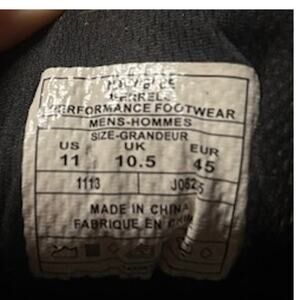 MERRELL
PERFORMANCE FOOTWEAR
MENS-HOMMES
SIZE-GRANDEUR
US UK EUR
11 10.5 45
1113
MADE IN CHINA
FABRIQUE EN